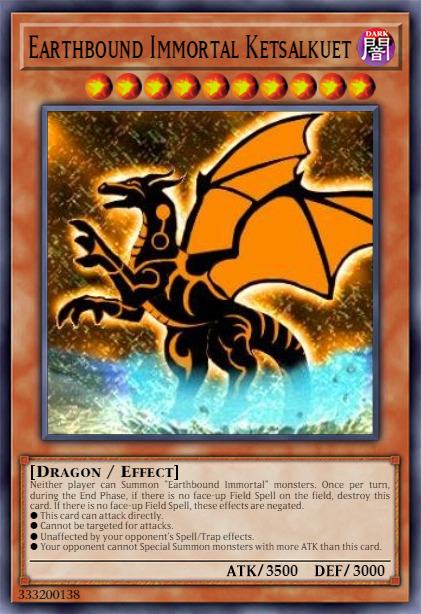 Earthbound Immortal Ketsalkuet
DARK
闇
[Dragon / Effect]
Neither player can Summon "Earthbound Immortal" monsters. Once per turn,
during the End Phase, if there is no face-up Field Spell on the field, destroy this
card. If there is no face-up Field Spell, these effects are negated.
● This card can attack directly.
● Cannot be targeted for attacks.
● Unaffected by your opponent's Spell/Trap effects.
● Your opponent cannot Special Summon monsters with more ATK than this card.
ATK/3500 DEF/3000
333200138